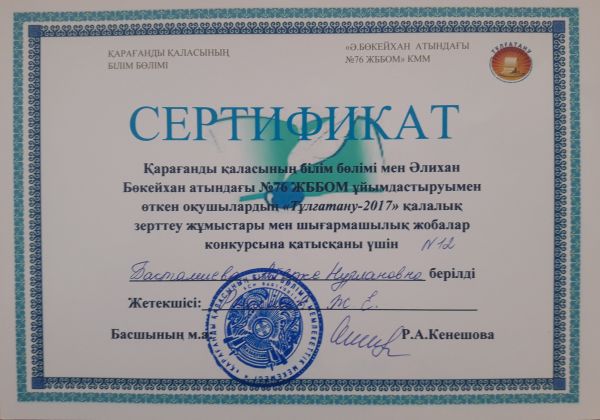 ҚАРАҒАНДЫ ҚАЛАСЫНЫҢ
БІЛІМ БӨЛІМІ
«Ә.БӨКЕЙХАН АТЫНДАҒЫ
№76 ЖББОМ» КММ
ТҰЛҒАТАНУ
СЕРТИФИКАТ
Қарағанды қаласының білім бөлімі мен Әлихан
Бөкейхан атындағы №76 ЖББОМ ұйымдастыруымен
өткен оқушылардың «Тұлғатану-2017» қалалық
зерттеу жұмыстары мен шығармашылық жобалар
конкурсына қатысқаны үшін N12
Нурлановна берілді
Жетекшісі: Ж. Е.
Басшының м.а. Р.А.Кенешова